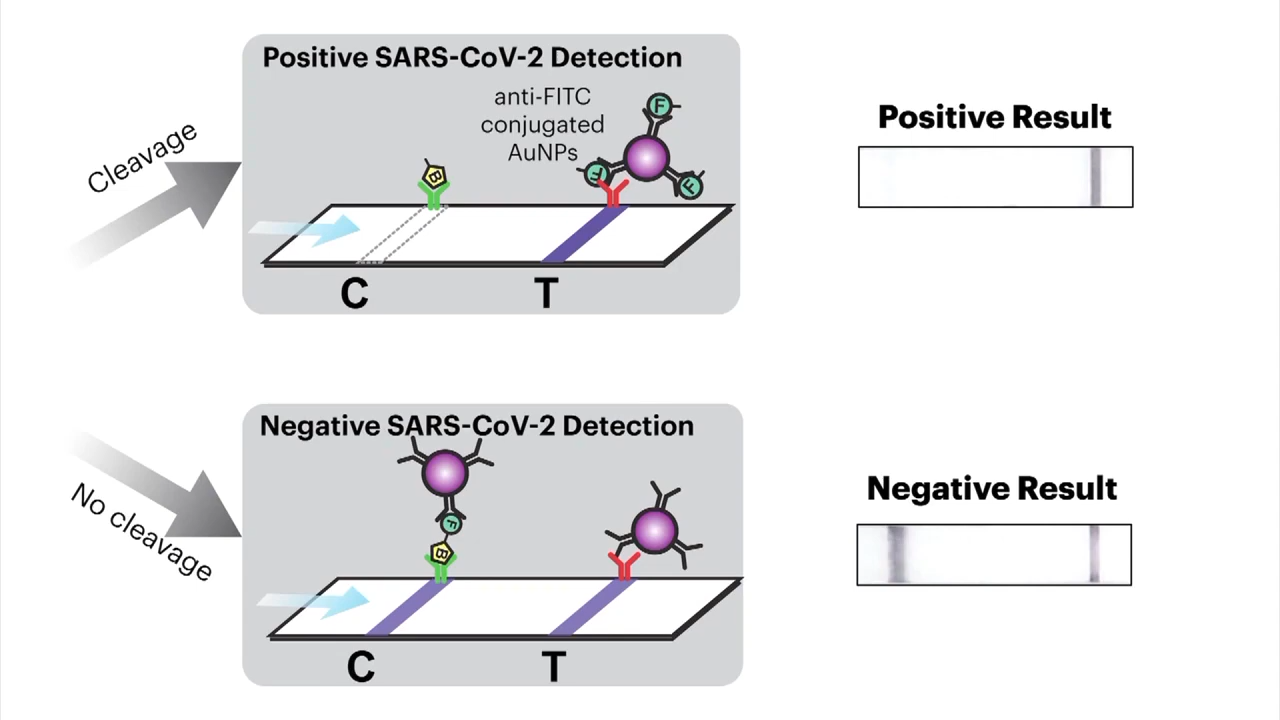 Positive SARS-CoV-2 Detection
anti-FITC
conjugated
AuNPs
F
F
F
B
Cleavage
C
T
Positive Result
Negative SARS-CoV-2 Detection
F
B
No cleavage
C
T
Negative Result